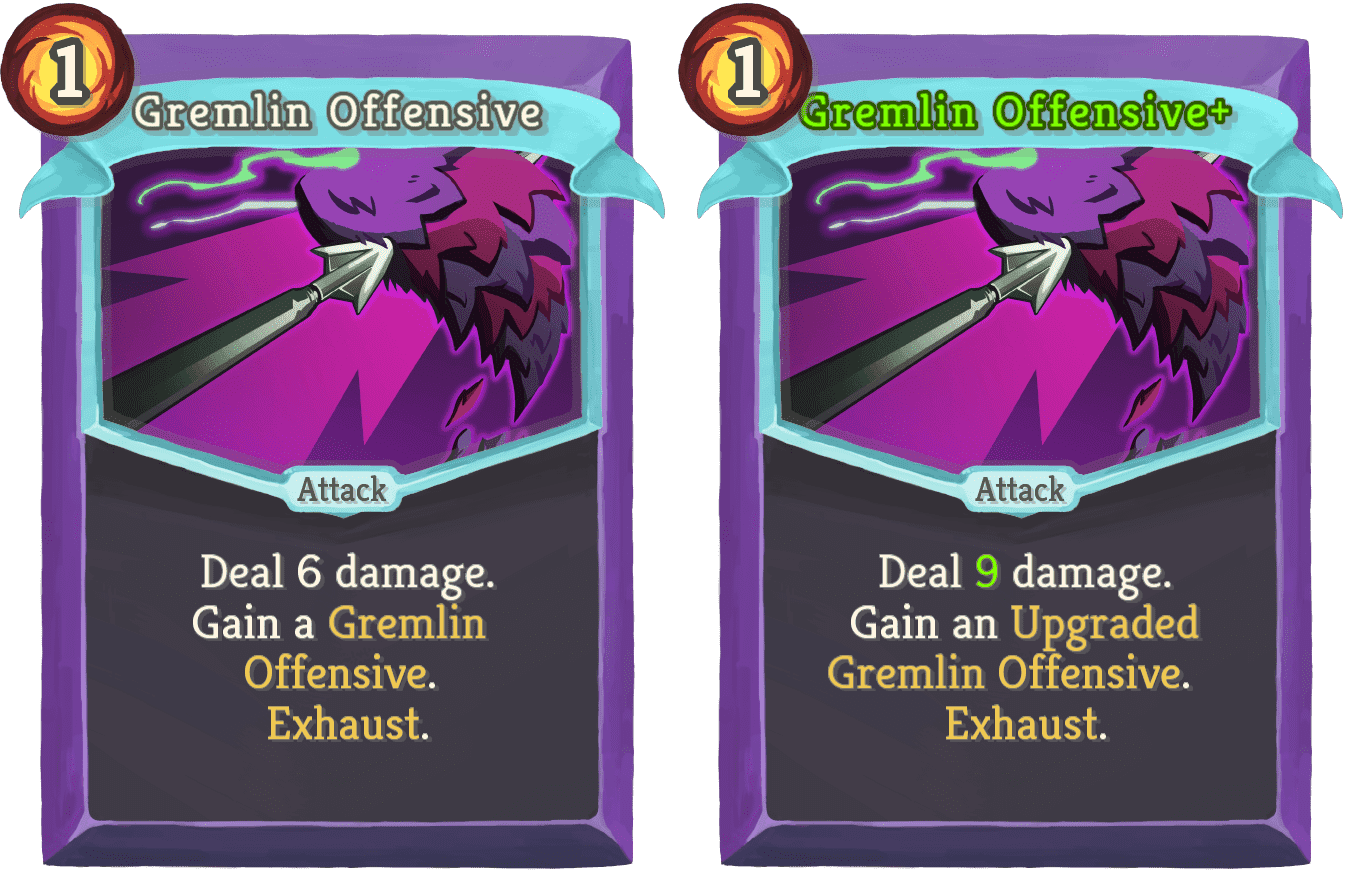 1
Gremlin Offensive
Attack
Deal 6 damage.
Gain a Gremlin
Offensive.
Exhaust.
1
Gremlin Offensive+
Attack
Deal 9 damage.
Gain an Upgraded
Gremlin Offensive.
Exhaust.